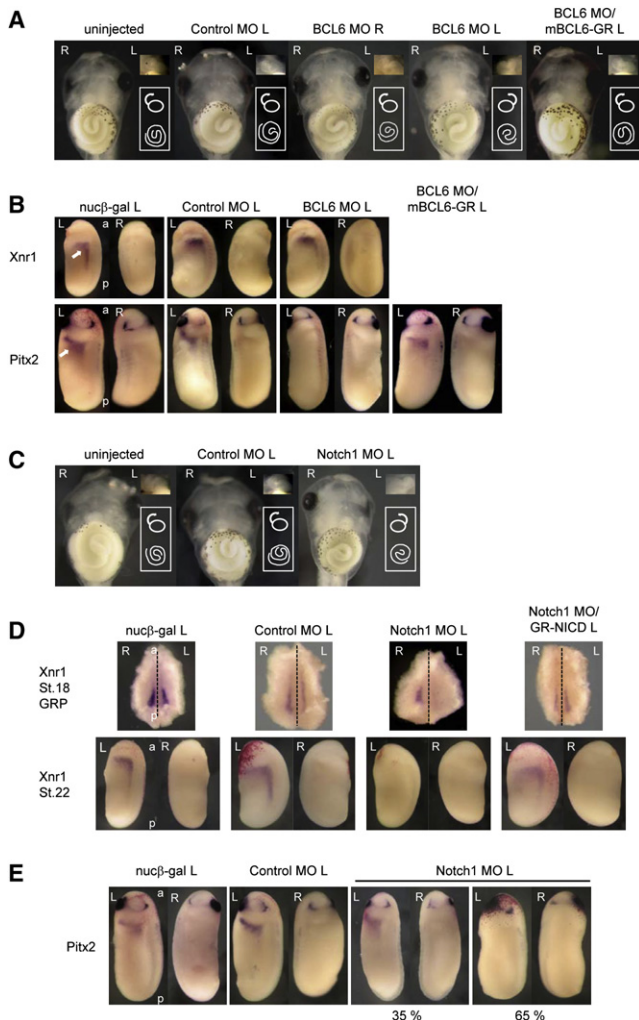 A
uninjected Control MO L BCL6 MO R BCL6 MO L BCL6 MO/
mBCL6-GR L
R L R L R L R L R L
B
nucβ-gal L Control MO L BCL6 MO L BCL6 MO/
mBCL6-GR L
Xnr1
L a R L R L R
p
Pitx2
L a R L R L R L R
p
C
uninjected Control MO L Notch1 MO L
R L R L R L
D
nucβ-gal L Control MO L Notch1 MO L Notch1 MO/
GR-NICD L
Xnr1
St.18
GRP
R a L R L R L R L
p
Xnr1
St.22
L a R L R L R L R
p
E
nucβ-gal L Control MO L Notch1 MO L
Pitx2
L a R L R L R L R
p
35 % 65 %